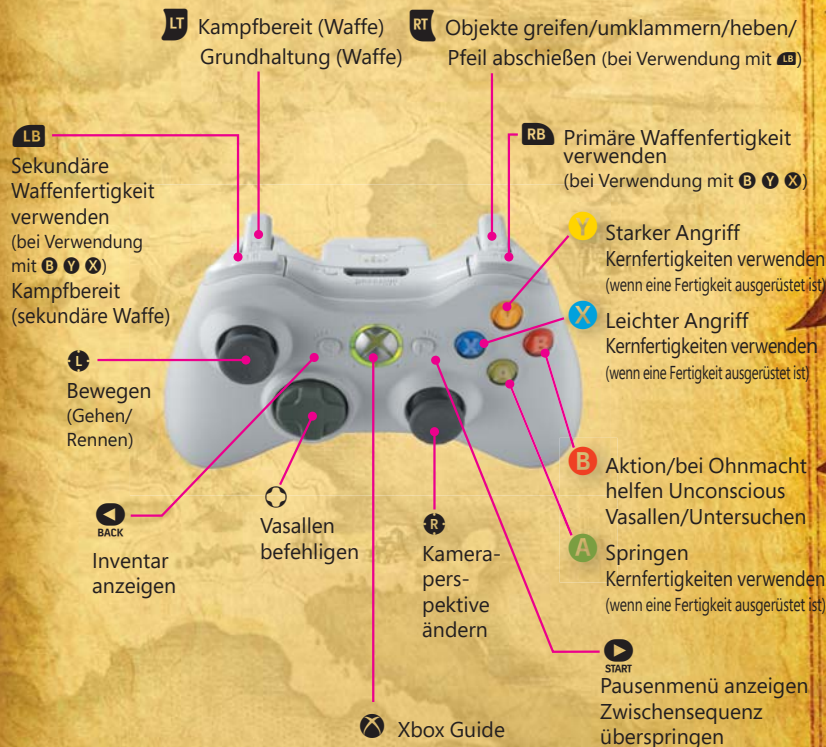 LT Kampfbereit (Waffe)
Grundhaltung (Waffe)
RT Objekte greifen/umklammern/heben/
Pfeil abschießen (bei Verwendung mit LB)
LB
Sekundäre
Waffenfertigkeit
verwenden
(bei Verwendung
mit B Y X)
Kampfbereit
(sekundäre Waffe)
RB Primäre Waffenfertigkeit
verwenden
(bei Verwendung mit B Y X)
Y Starker Angriff
Kernfertigkeiten verwenden
(wenn eine Fertigkeit ausgerüstet ist)
X Leichter Angriff
Kernfertigkeiten verwenden
(wenn eine Fertigkeit ausgerüstet ist)
L
Bewegen
(Gehen/
Rennen)
Y
X
B
A
B Aktion/bei Ohnmacht
helfen Unconscious
Vasallen/Untersuchen
A Springen
Kernfertigkeiten verwenden
(wenn eine Fertigkeit ausgerüstet ist)
BACK
Inventar
anzeigen
Vasallen
befehligen
R
Kamera-
pers-
pektive
ändern
START
Pausenmenü anzeigen
Zwischensequenz
überspringen
Xbox Guide